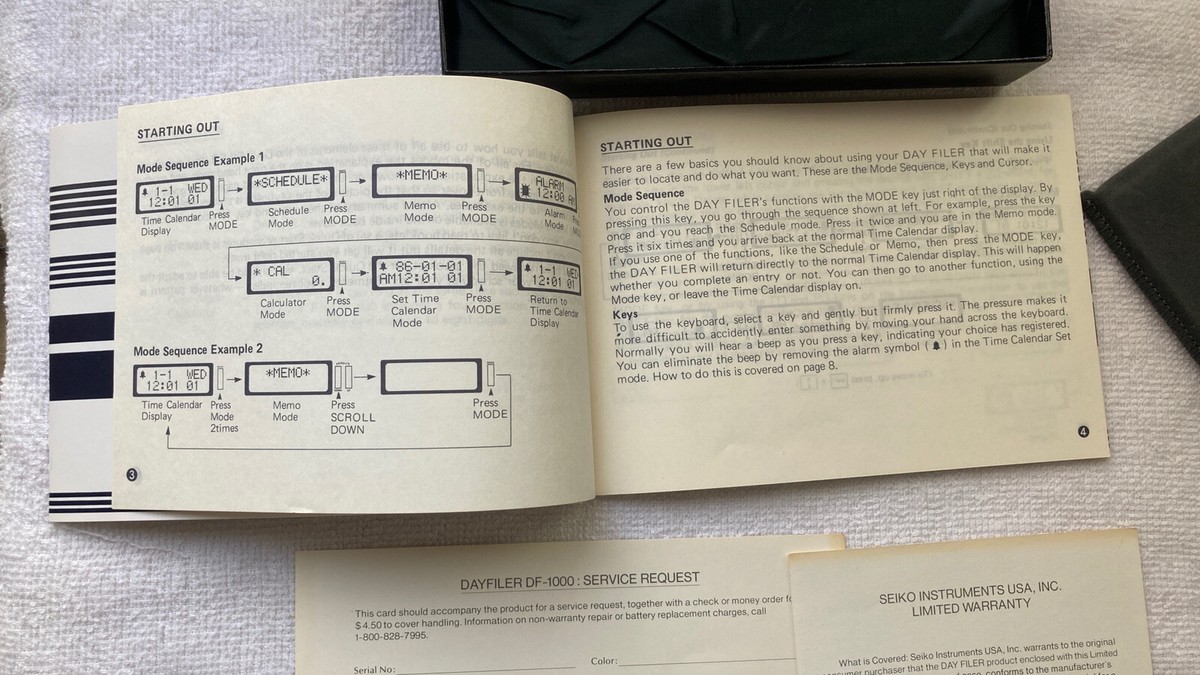 STARTING OUT
Mode Sequence Example 1
1-1 WED
12:01 01
Time Calendar
Display
Press
MODE
*SCHEDULE*
Schedule
Mode
Press
MODE
*MEMO*
Memo
Mode
Press
MODE
ALARM
12:00
Alarm
Mode
* CAL
0.
Calculator
Mode
Press
MODE
86-01-01
AM12:01 01
Set Time
Calendar
Mode
Press
MODE
1-1 WED
12:01 01
Return to
Time Calendar
Display
Mode Sequence Example 2
1-1 WED
12:01 01
Time Calendar
Display
Press
Mode
2times
*MEMO*
Memo
Mode
Press
SCROLL
DOWN
Press
MODE
3
STARTING OUT
There are a few basics you should know about using your DAY FILER that will make it
easier to locate and do what you want. These are the Mode Sequence, Keys and Cursor.
Mode Sequence
You control the DAY FILER's functions with the MODE key just right of the display. By
pressing this key, you go through the sequence shown at left. For example, press the key
once and you reach the Schedule mode. Press it twice and you are in the Memo mode.
Press it six times and you arrive back at the normal Time Calendar display.
If you use one of the functions, like the Schedule or Memo, then press the MODE key,
the DAY FILER will return directly to the normal Time Calendar display. This will happen
whether you complete an entry or not. You can then go to another function, using the
Mode key, or leave the Time Calendar display on.
Keys
To use the keyboard, select a key and gently but firmly press it. The pressure makes it
more difficult to accidently enter something by moving your hand across the keyboard.
Normally you will hear a beep as you press a key, indicating your choice has registered.
You can eliminate the beep by removing the alarm symbol ( ) in the Time Calendar Set
mode. How to do this is covered on page 8.
4
DAYFILER DF-1000 : SERVICE REQUEST
This card should accompany the product for a service request, together with a check or money order
$4.50 to cover handling. Information on non-warranty repair or battery replacement charges, call
1-800-828-7995.
Serial No:
Color:
SEIKO INSTRUMENTS USA, INC.
LIMITED WARRANTY
What is Covered: Seiko Instruments USA, Inc. warrants to the original
purchaser that the DAY FILER product enclosed with this Limited
conforms to the manufacturer's